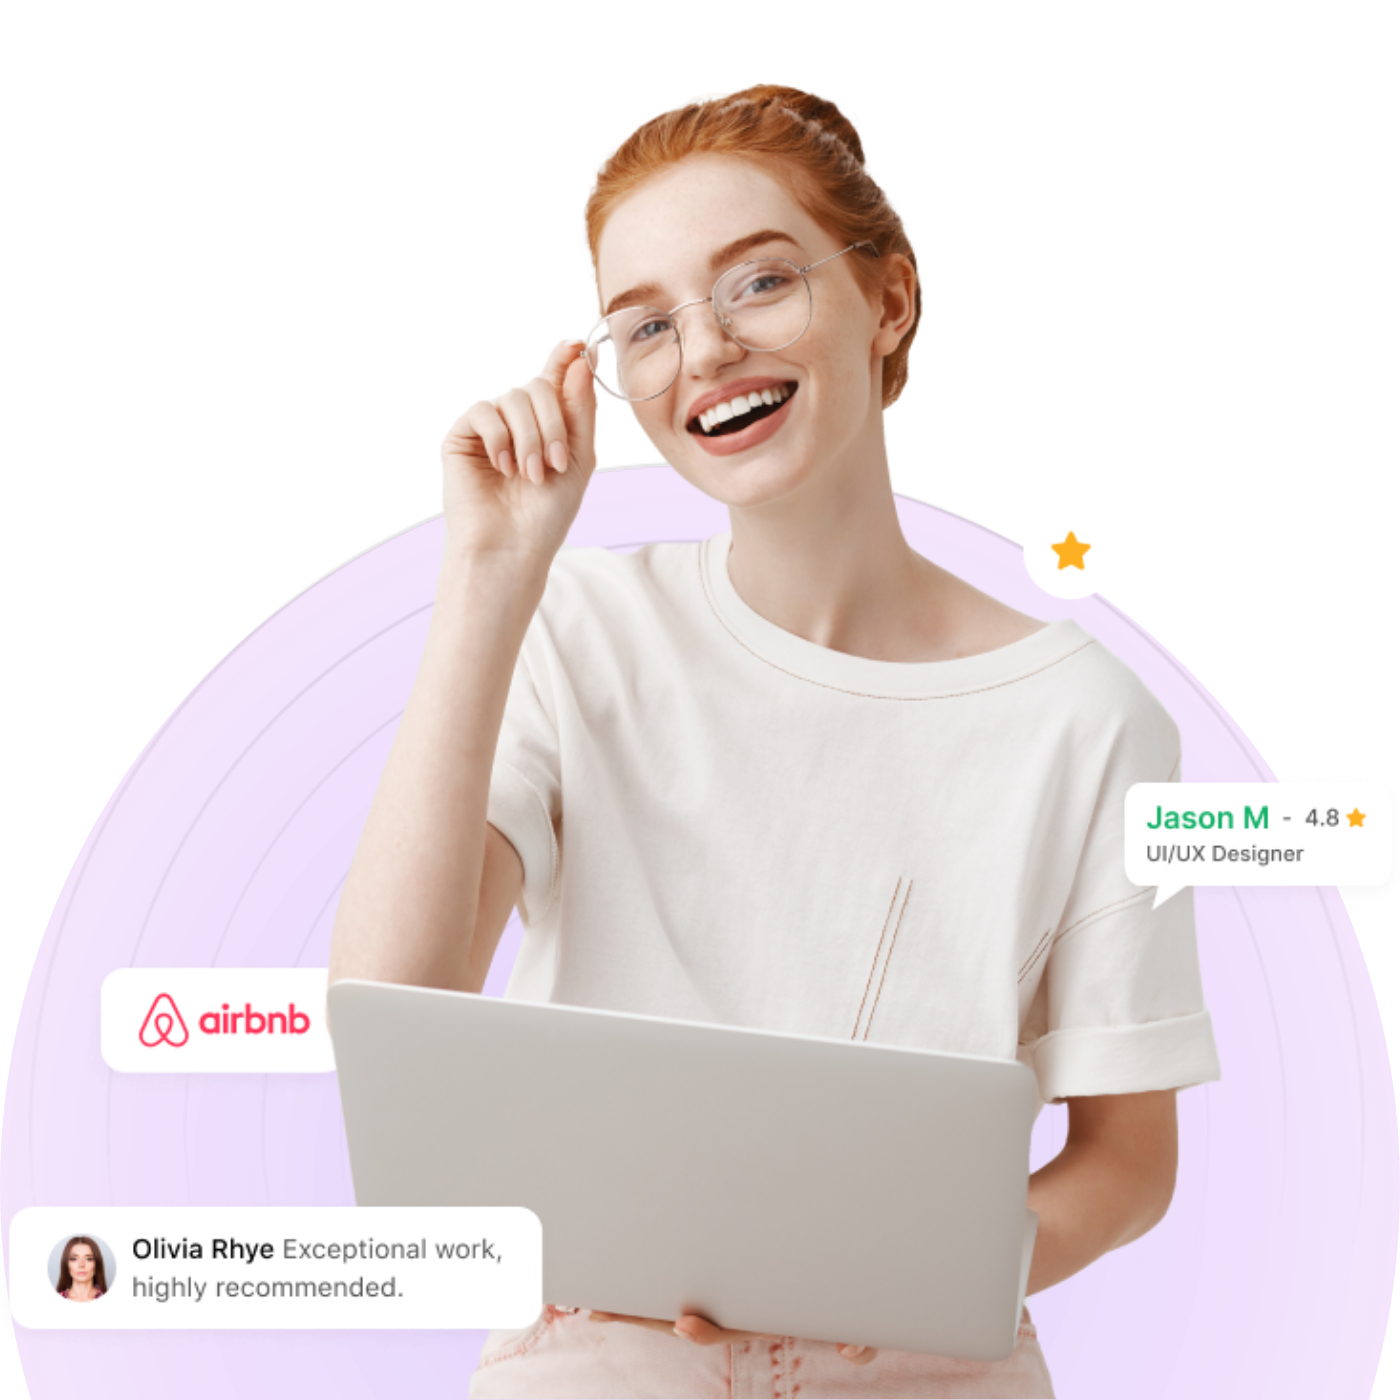 Jason M - 4.8
UI/UX Designer
airbnb
Olivia Rhye Exceptional work,
highly recommended.